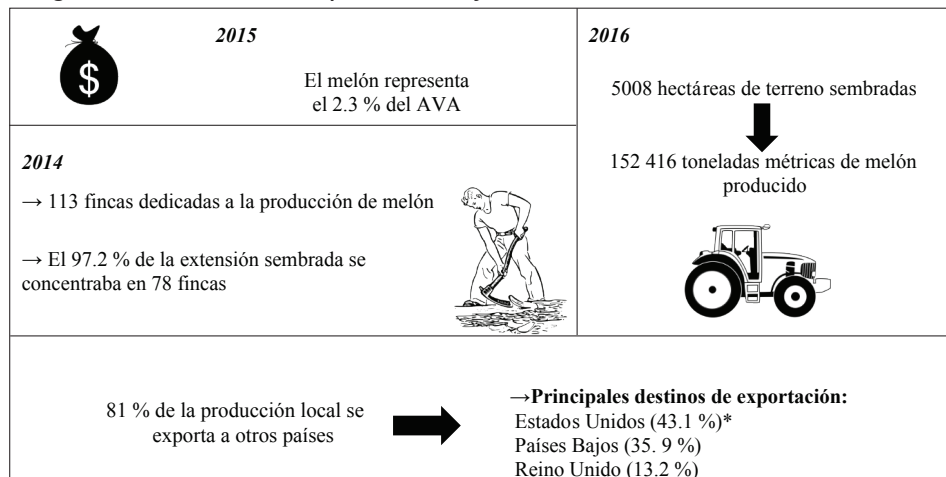 2015
El melón representa
el 2.3 % del AVA
2014
→ 113 fincas dedicadas a la producción de melón
→ El 97.2 % de la extensión sembrada se
concentraba en 78 fincas
2016
5008 hectáreas de terreno sembradas
152 416 toneladas métricas de melón
producido
81 % de la producción local se
exporta a otros países
→Principales destinos de exportación:
Estados Unidos (43.1 %)*
Países Bajos (35. 9 %)
Reino Unido (13.2 %)
$